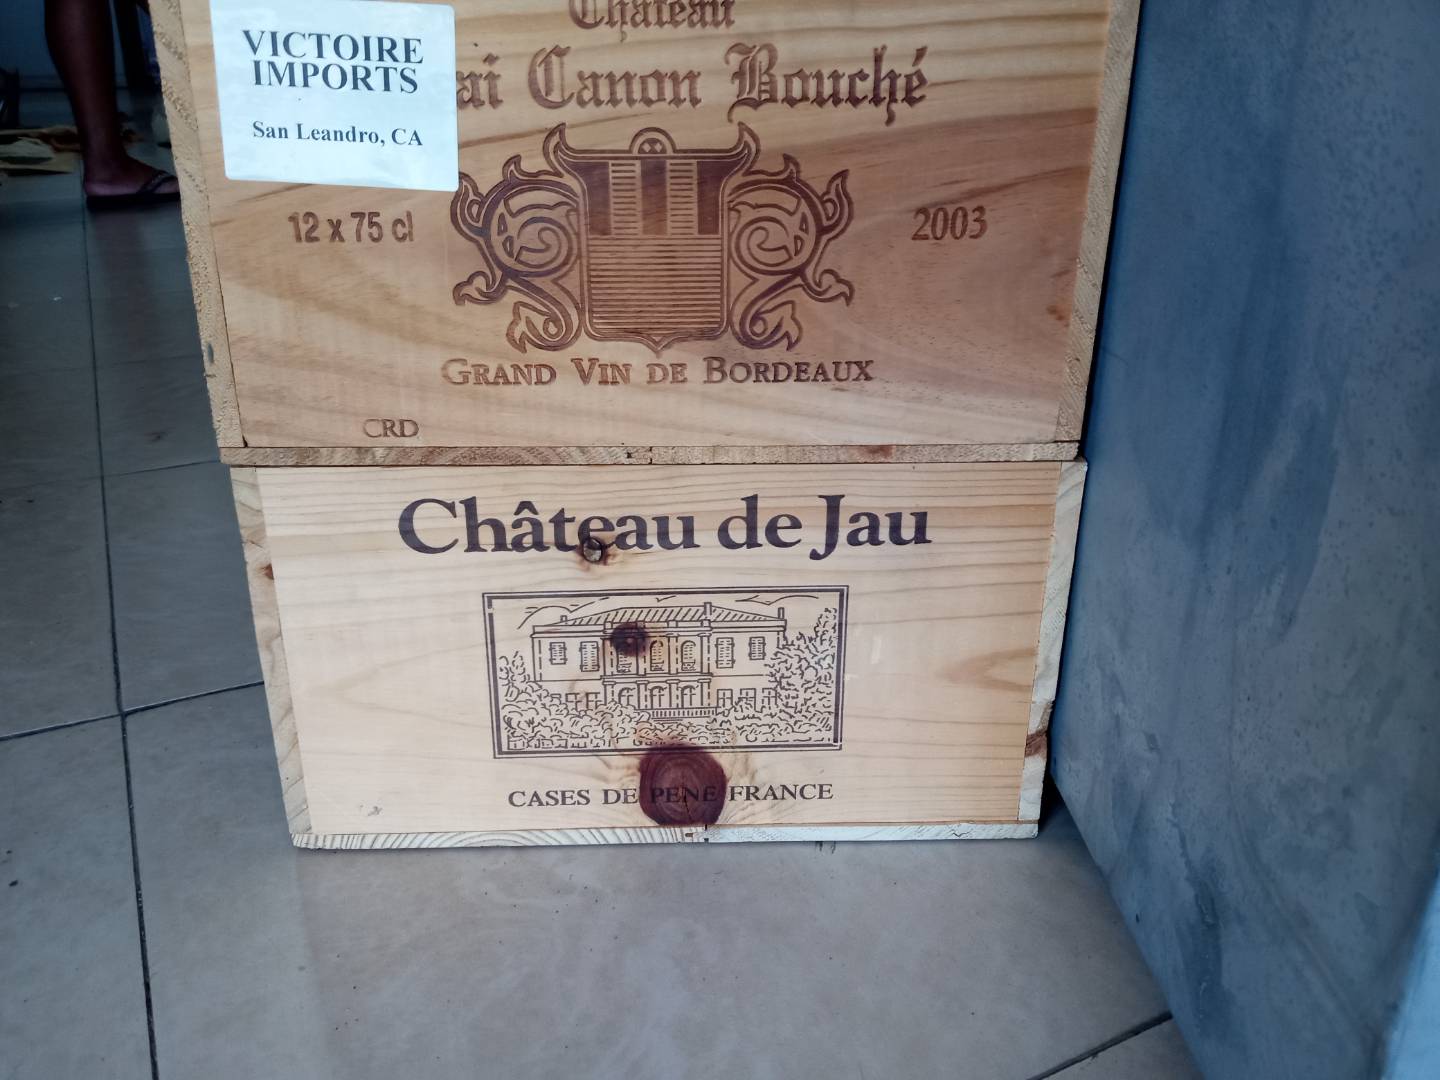 VICTOIRE
IMPORTS
San Leandro, CA
Château
Canon Bouché
12 x 75 cl
2003
GRAND VIN DE BORDEAUX
CRD
Château de Jau
CASES DE PENE FRANCE